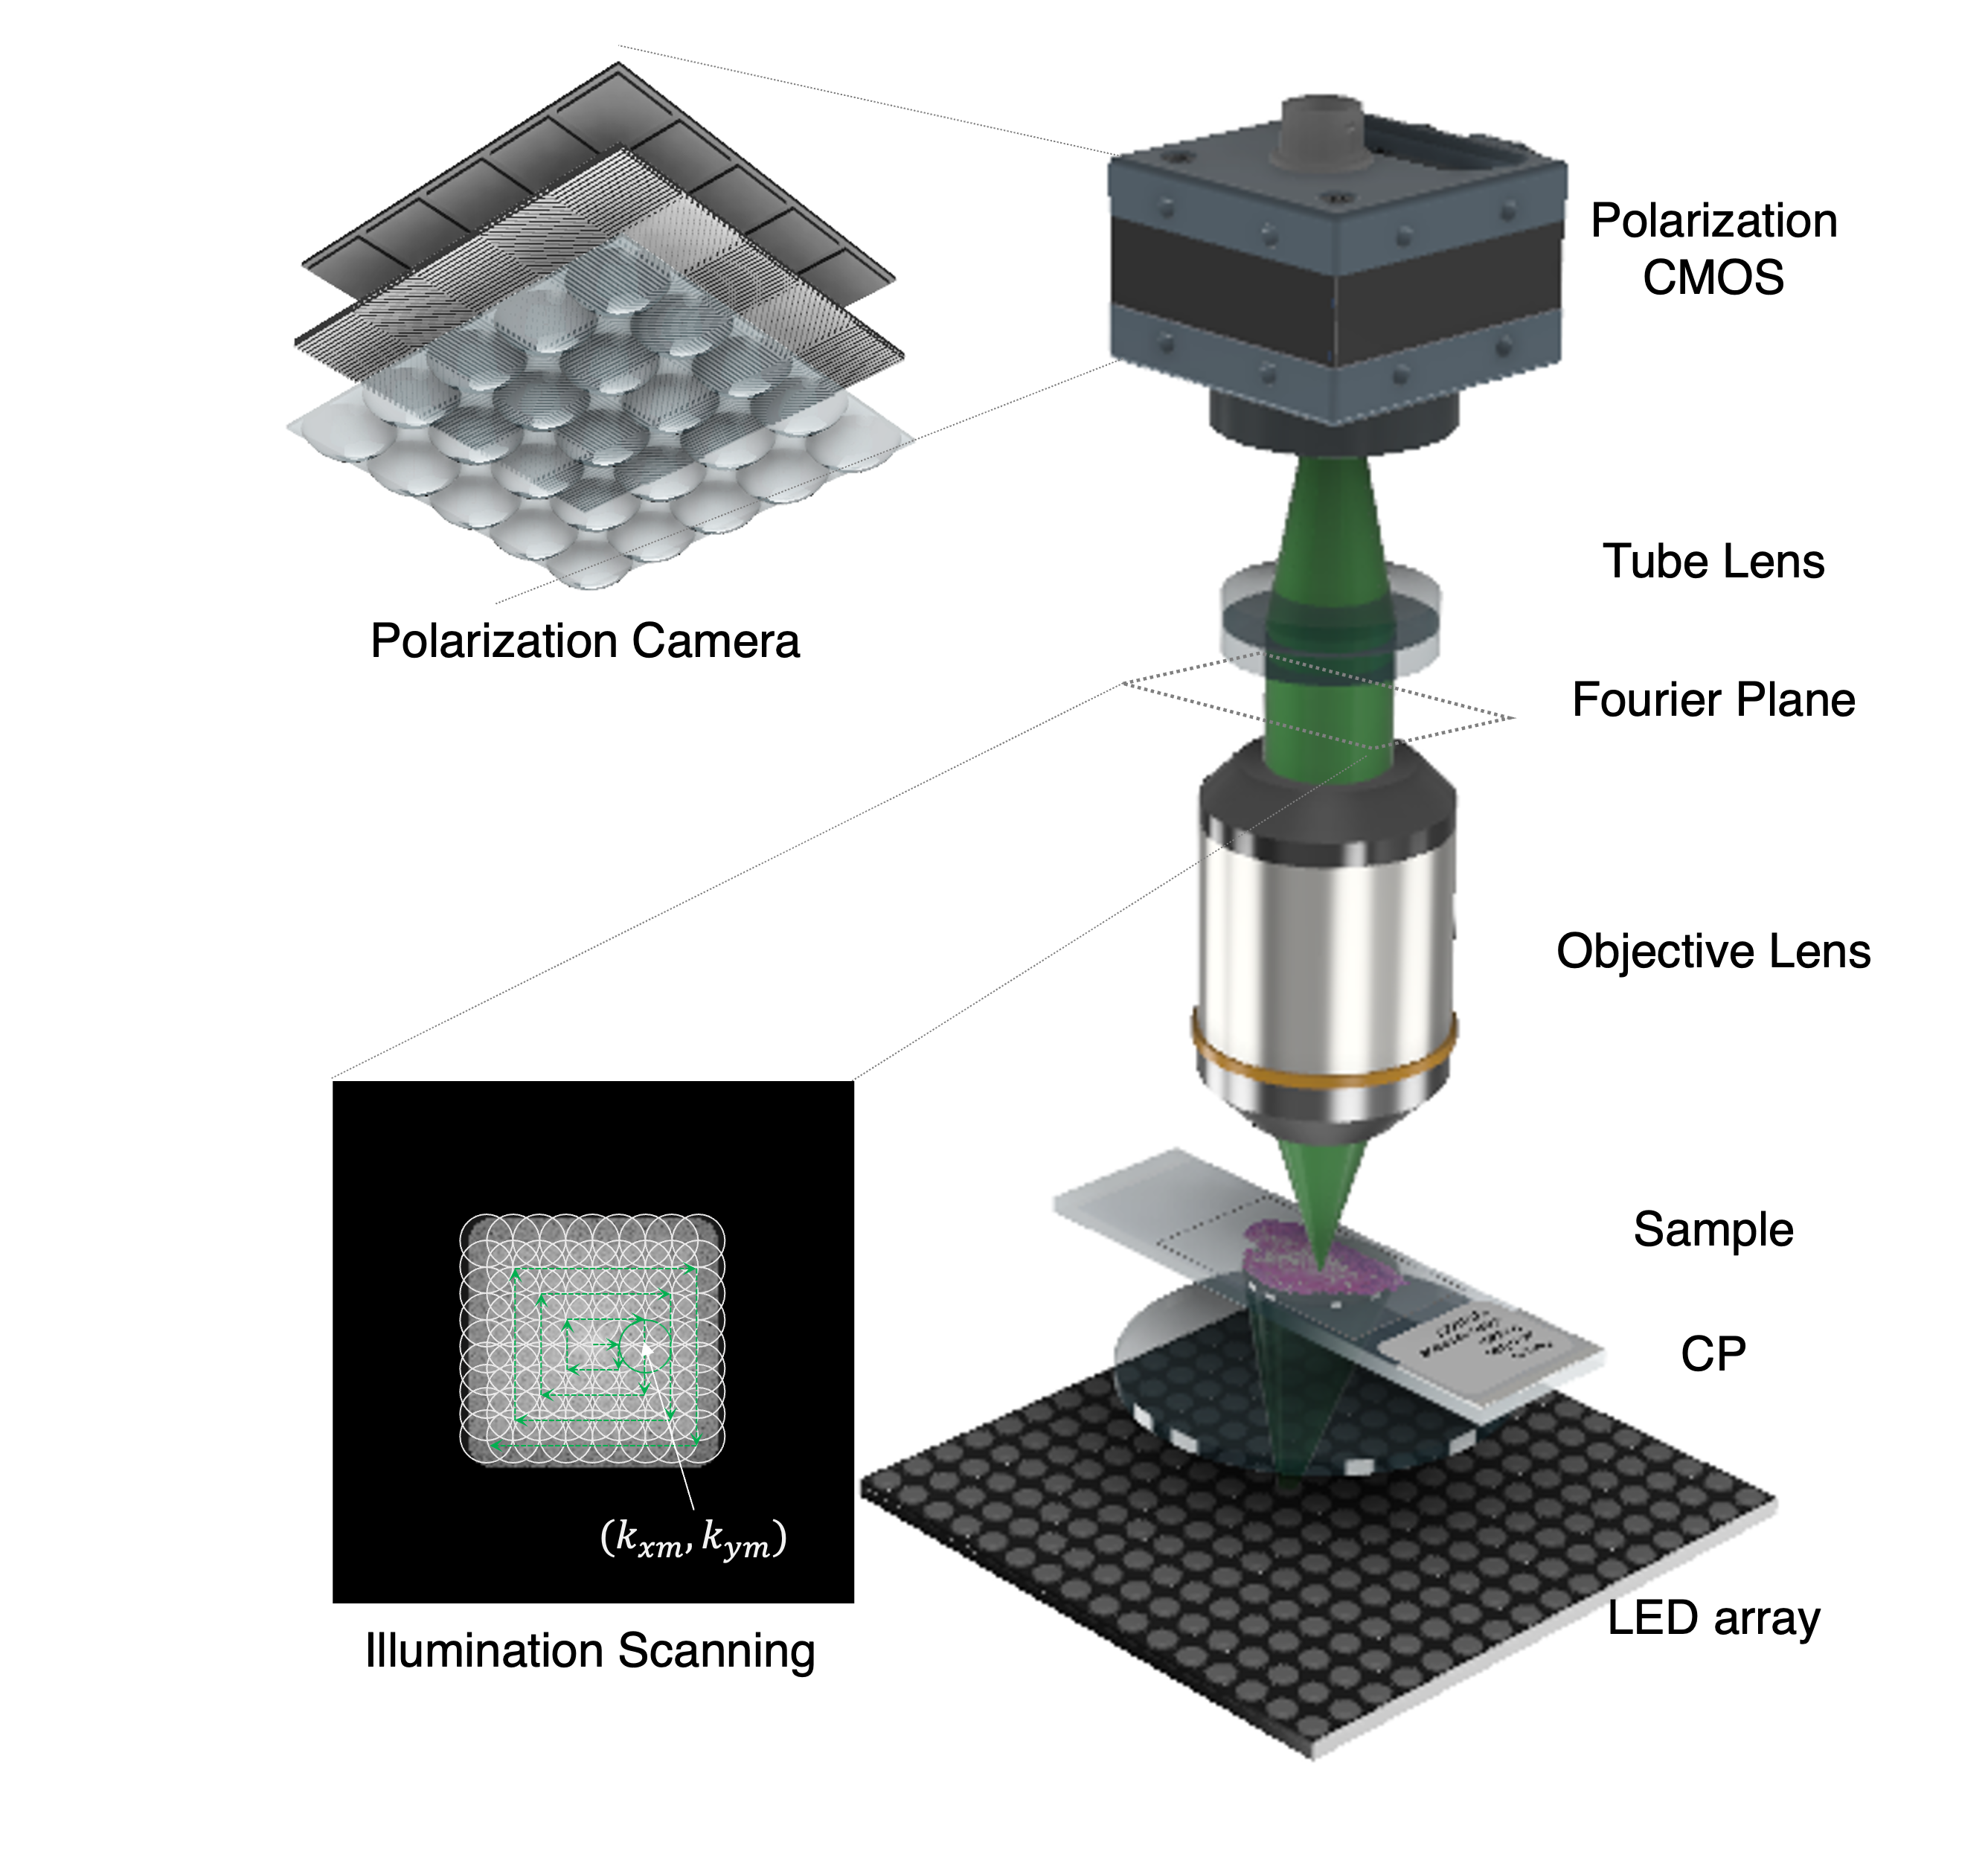 Polarization
CMOS
Tube Lens
Polarization Camera
Fourier Plane
Objective Lens
Sample
CP
(k_{xm}, k_{ym})
LED array
Illumination Scanning